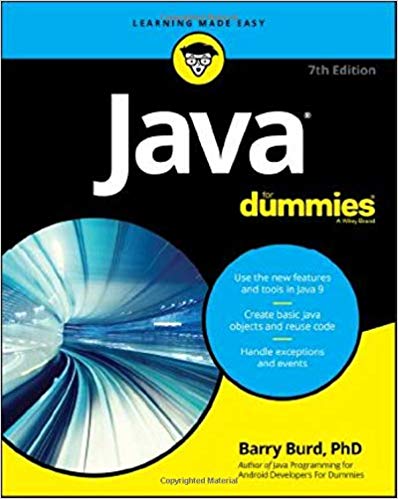 LEARNING MADE EASY
7th Edition
Java®
for
dummies®
A Wiley Brand
Use the new features
and tools in Java 9
Create basic Java
objects and reuse code
Handle exceptions
and events
Barry Burd, PhD
Author of Java Programming for
Android Developers For Dummies
Copyrighted Material